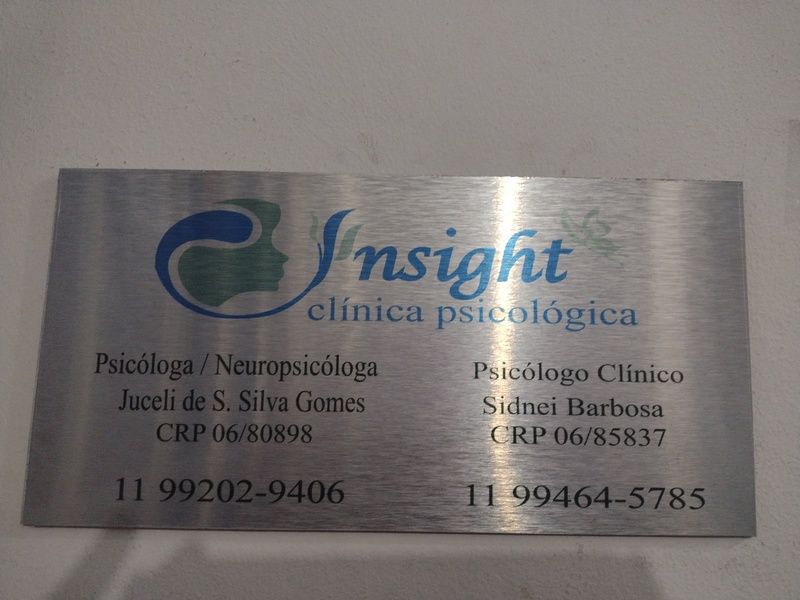 Insight
clínica psicológica
Psicóloga / Neuropsicóloga
Juceli de S. Silva Gomes
CRP 06/80898
11 99202-9406
Psicólogo Clínico
Sidnei Barbosa
CRP 06/85837
11 99464-5785